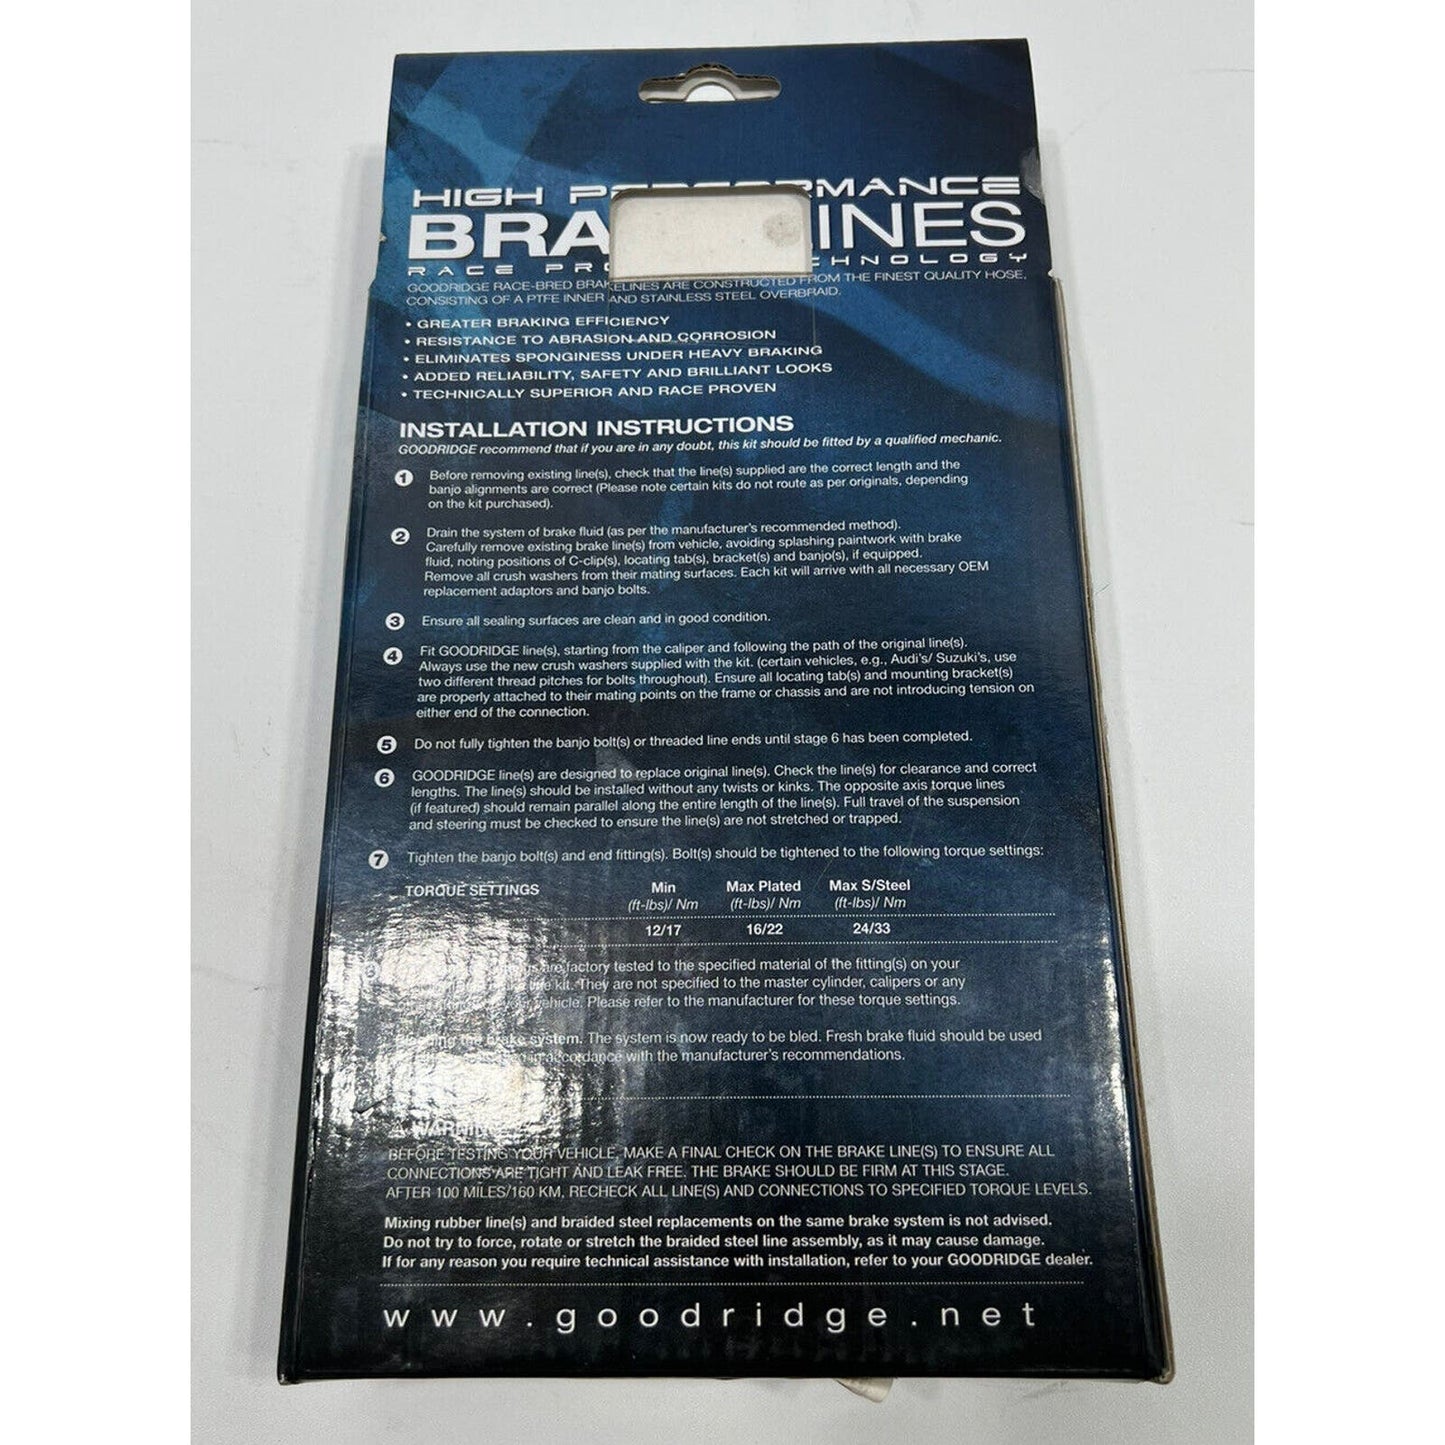 HIGH PERFORMANCE
BRA INES
RACE PRO CHNOLOGY
GOODRIDGE RACE-BRED BRAKELINES ARE CONSTRUCTED FROM THE FINEST QUALITY HOSE,
CONSISTING OF A PTFE INNER AND STAINLESS STEEL OVERBRAID.
• GREATER BRAKING EFFICIENCY
• RESISTANCE TO ABRASION AND CORROSION
• ELIMINATES SPONGINESS UNDER HEAVY BRAKING
• ADDED RELIABILITY, SAFETY AND BRILLIANT LOOKS
• TECHNICALLY SUPERIOR AND RACE PROVEN
INSTALLATION INSTRUCTIONS
GOODRIDGE recommend that if you are in any doubt, this kit should be fitted by a qualified mechanic.
1 Before removing existing line(s), check that the line(s) supplied are the correct length and the
banjo alignments are correct (Please note certain kits do not route as per originals, depending
on the kit purchased).
2 Drain the system of brake fluid (as per the manufacturer's recommended method).
Carefully remove existing brake line(s) from vehicle, avoiding splashing paintwork with brake
fluid, noting positions of C-clip(s), locating tab(s), bracket(s) and banjo(s), if equipped.
Remove all crush washers from their mating surfaces. Each kit will arrive with all necessary OEM
replacement adaptors and banjo bolts.
3 Ensure all sealing surfaces are clean and in good condition.
4 Fit GOODRIDGE line(s), starting from the caliper and following the path of the original line(s).
Always use the new crush washers supplied with the kit. (certain vehicles, e.g., Audi's/ Suzuki's, use
two different thread pitches for bolts throughout). Ensure all locating tab(s) and mounting bracket(s)
are properly attached to their mating points on the frame or chassis and are not introducing tension on
either end of the connection.
5 Do not fully tighten the banjo bolt(s) or threaded line ends until stage 6 has been completed.
6 GOODRIDGE line(s) are designed to replace original line(s). Check the line(s) for clearance and correct
lengths. The line(s) should be installed without any twists or kinks. The opposite axis torque lines
(if featured) should remain parallel along the entire length of the line(s). Full travel of the suspension
and steering must be checked to ensure the line(s) are not stretched or trapped.
7 Tighten the banjo bolt(s) and end fitting(s). Bolt(s) should be tightened to the following torque settings:
TORQUE SETTINGS Min Max Plated Max S/Steel
(ft-lbs)/ Nm (ft-lbs)/ Nm (ft-lbs)/ Nm
12/17 16/22 24/33
are factory tested to the specified material of the fitting(s) on your
kit. They are not specified to the master cylinder, calipers or any
your vehicle. Please refer to the manufacturer for these torque settings.
the brake system. The system is now ready to be bled. Fresh brake fluid should be used
in accordance with the manufacturer's recommendations.
WARNING
BEFORE TESTING YOUR VEHICLE, MAKE A FINAL CHECK ON THE BRAKE LINE(S) TO ENSURE ALL
CONNECTIONS ARE TIGHT AND LEAK FREE. THE BRAKE SHOULD BE FIRM AT THIS STAGE.
AFTER 100 MILES/160 KM, RECHECK ALL LINE(S) AND CONNECTIONS TO SPECIFIED TORQUE LEVELS.
Mixing rubber line(s) and braided steel replacements on the same brake system is not advised.
Do not try to force, rotate or stretch the braided steel line assembly, as it may cause damage.
If for any reason you require technical assistance with installation, refer to your GOODRIDGE dealer.
www.goodridge.net